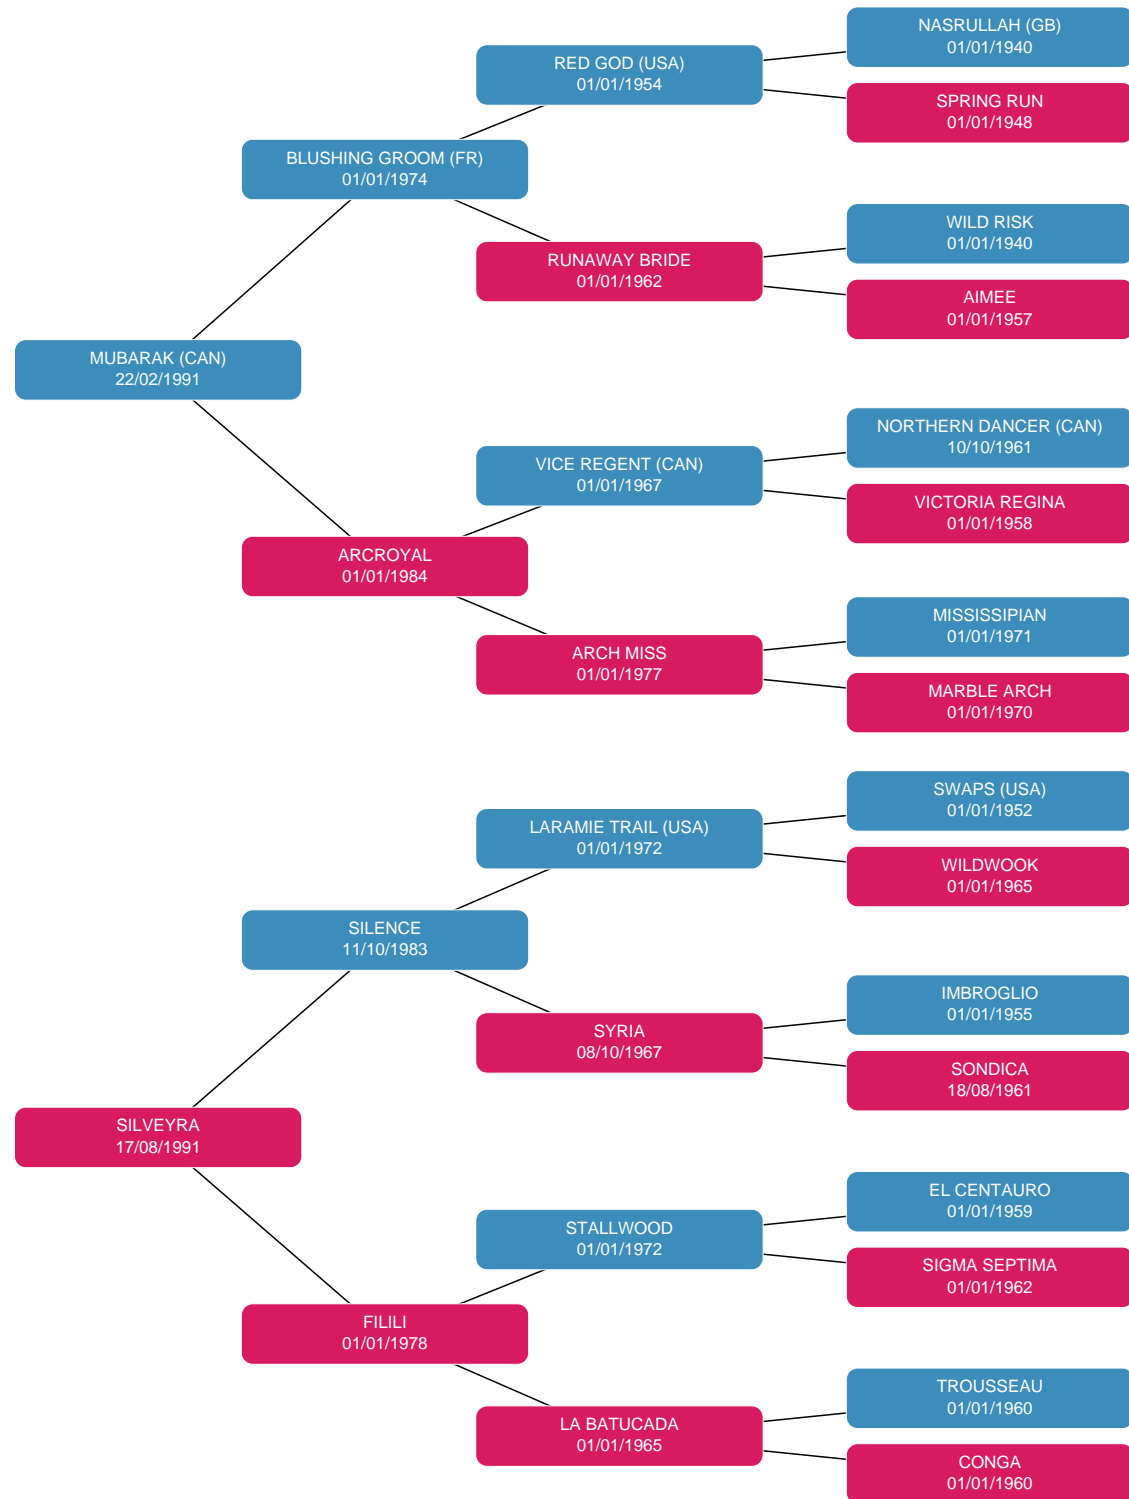 NASRULLAH (GB)
01/01/1940
RED GOD (USA)
01/01/1954
SPRING RUN
01/01/1948
BLUSHING GROOM (FR)
01/01/1974
WILD RISK
01/01/1940
RUNAWAY BRIDE
01/01/1962
AIMEE
01/01/1957
MUBARAK (CAN)
22/02/1991
NORTHERN DANCER (CAN)
10/10/1961
VICE REGENT (CAN)
01/01/1967
VICTORIA REGINA
01/01/1958
ARCROYAL
01/01/1984
MISSISSIPIAN
01/01/1971
ARCH MISS
01/01/1977
MARBLE ARCH
01/01/1970
SWAPS (USA)
01/01/1952
LARAMIE TRAIL (USA)
01/01/1972
WILDWOOK
01/01/1965
SILENCE
11/10/1983
IMBROGLIO
01/01/1955
SYRIA
08/10/1967
SONDICA
18/08/1961
SILVEYRA
17/08/1991
EL CENTAURO
01/01/1959
STALLWOOD
01/01/1972
SIGMA SEPTIMA
01/01/1962
FILILI
01/01/1978
TROUSSEAU
01/01/1960
LA BATUCADA
01/01/1965
CONGA
01/01/1960